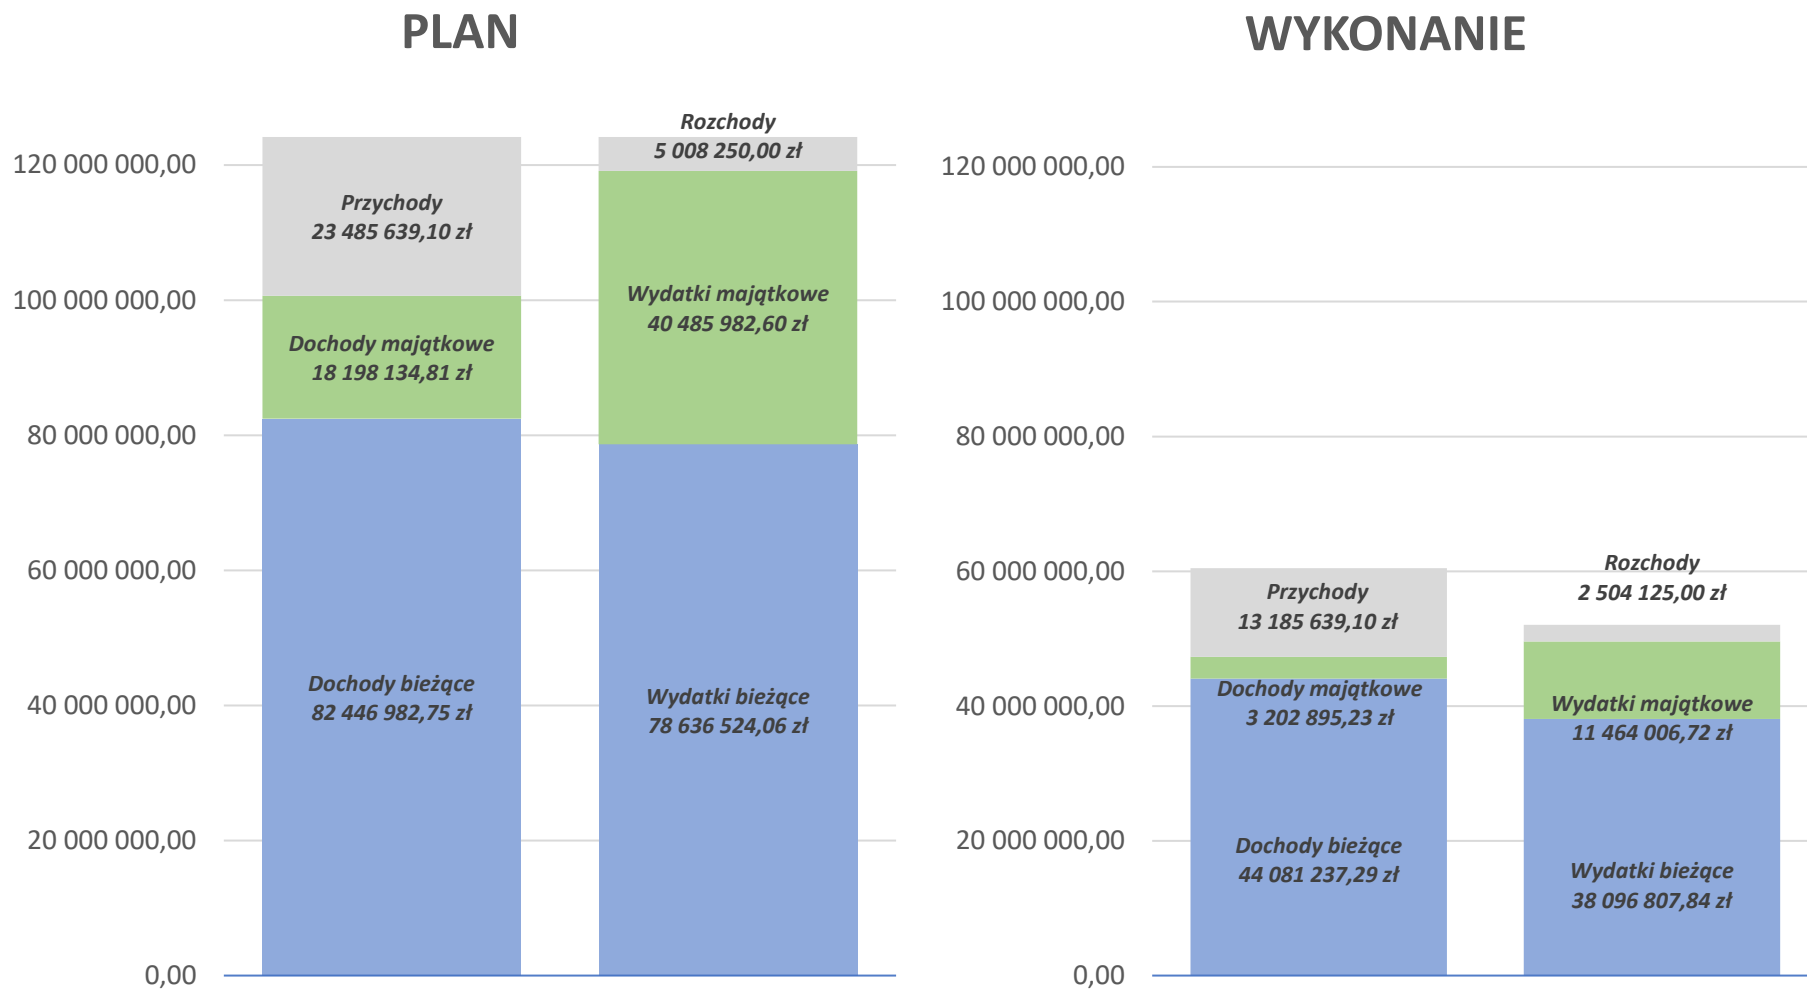 PLAN
120 000 000,00
100 000 000,00
80 000 000,00
60 000 000,00
40 000 000,00
20 000 000,00
0,00
Przychody
23 485 639,10 zł
Dochody majątkowe
18 198 134,81 zł
Dochody bieżące
82 446 982,75 zł
Rozchody
5 008 250,00 zł
Wydatki majątkowe
40 485 982,60 zł
Wydatki bieżące
78 636 524,06 zł
WYKONANIE
120 000 000,00
100 000 000,00
80 000 000,00
60 000 000,00
40 000 000,00
20 000 000,00
0,00
Przychody
13 185 639,10 zł
Dochody majątkowe
3 202 895,23 zł
Dochody bieżące
44 081 237,29 zł
Rozchody
2 504 125,00 zł
Wydatki majątkowe
11 464 006,72 zł
Wydatki bieżące
38 096 807,84 zł